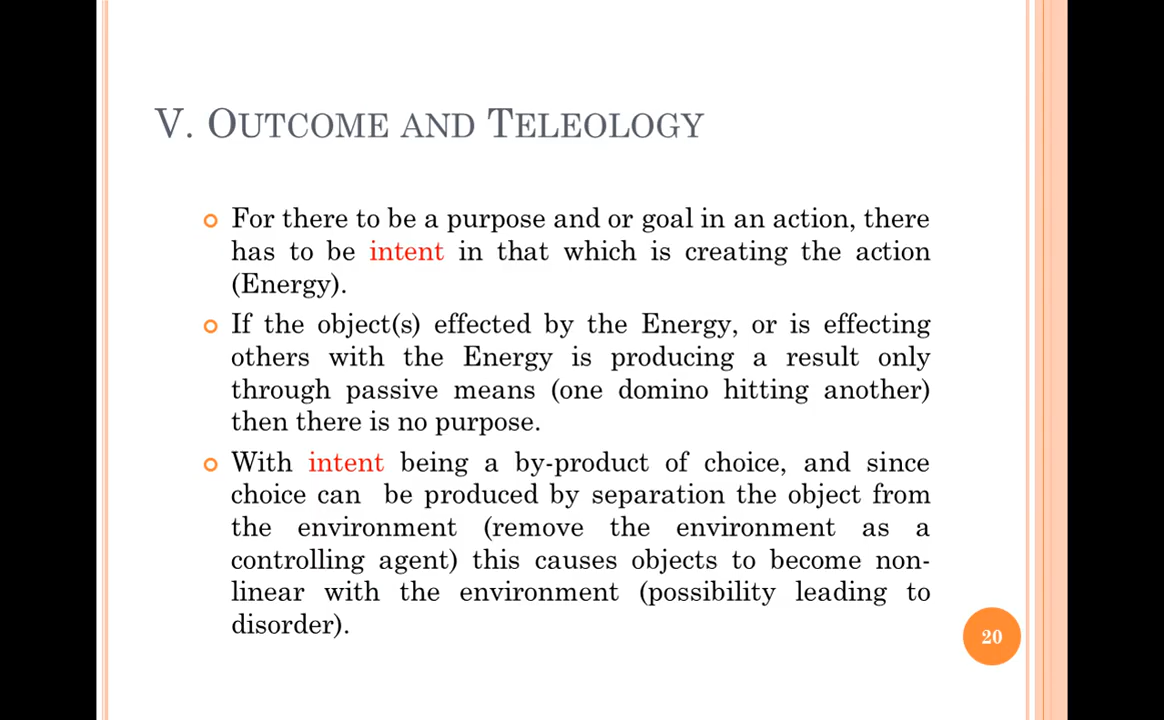 V. OUTCOME AND TELEOLOGY
For there to be a purpose and or goal in an action, there
has to be intent in that which is creating the action
(Energy).
If the object(s) effected by the Energy, or is effecting
others with the Energy is producing a result only
through passive means (one domino hitting another)
then there is no purpose.
With intent being a by-product of choice, and since
choice can be produced by separation the object from
the environment (remove the environment as a
controlling agent) this causes objects to become non-
linear with the environment (possibility leading to
disorder).
20